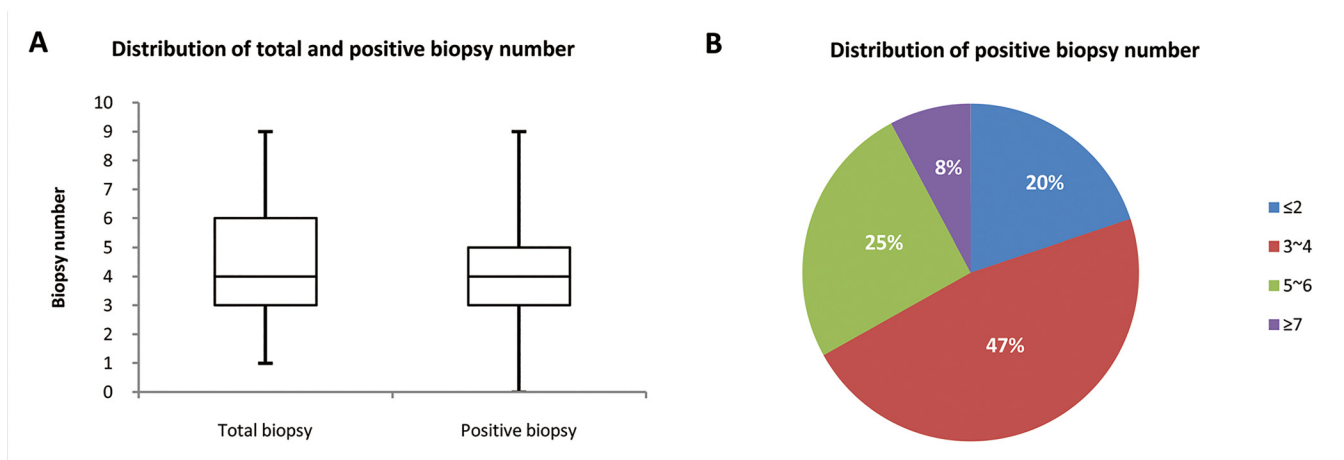 A
Distribution of total and positive biopsy number
Biopsy number
10
9
8
7
6
5
4
3
2
1
0
Total biopsy
Positive biopsy
B
Distribution of positive biopsy number
20%
47%
25%
8%
≤2
3~4
5~6
≥7